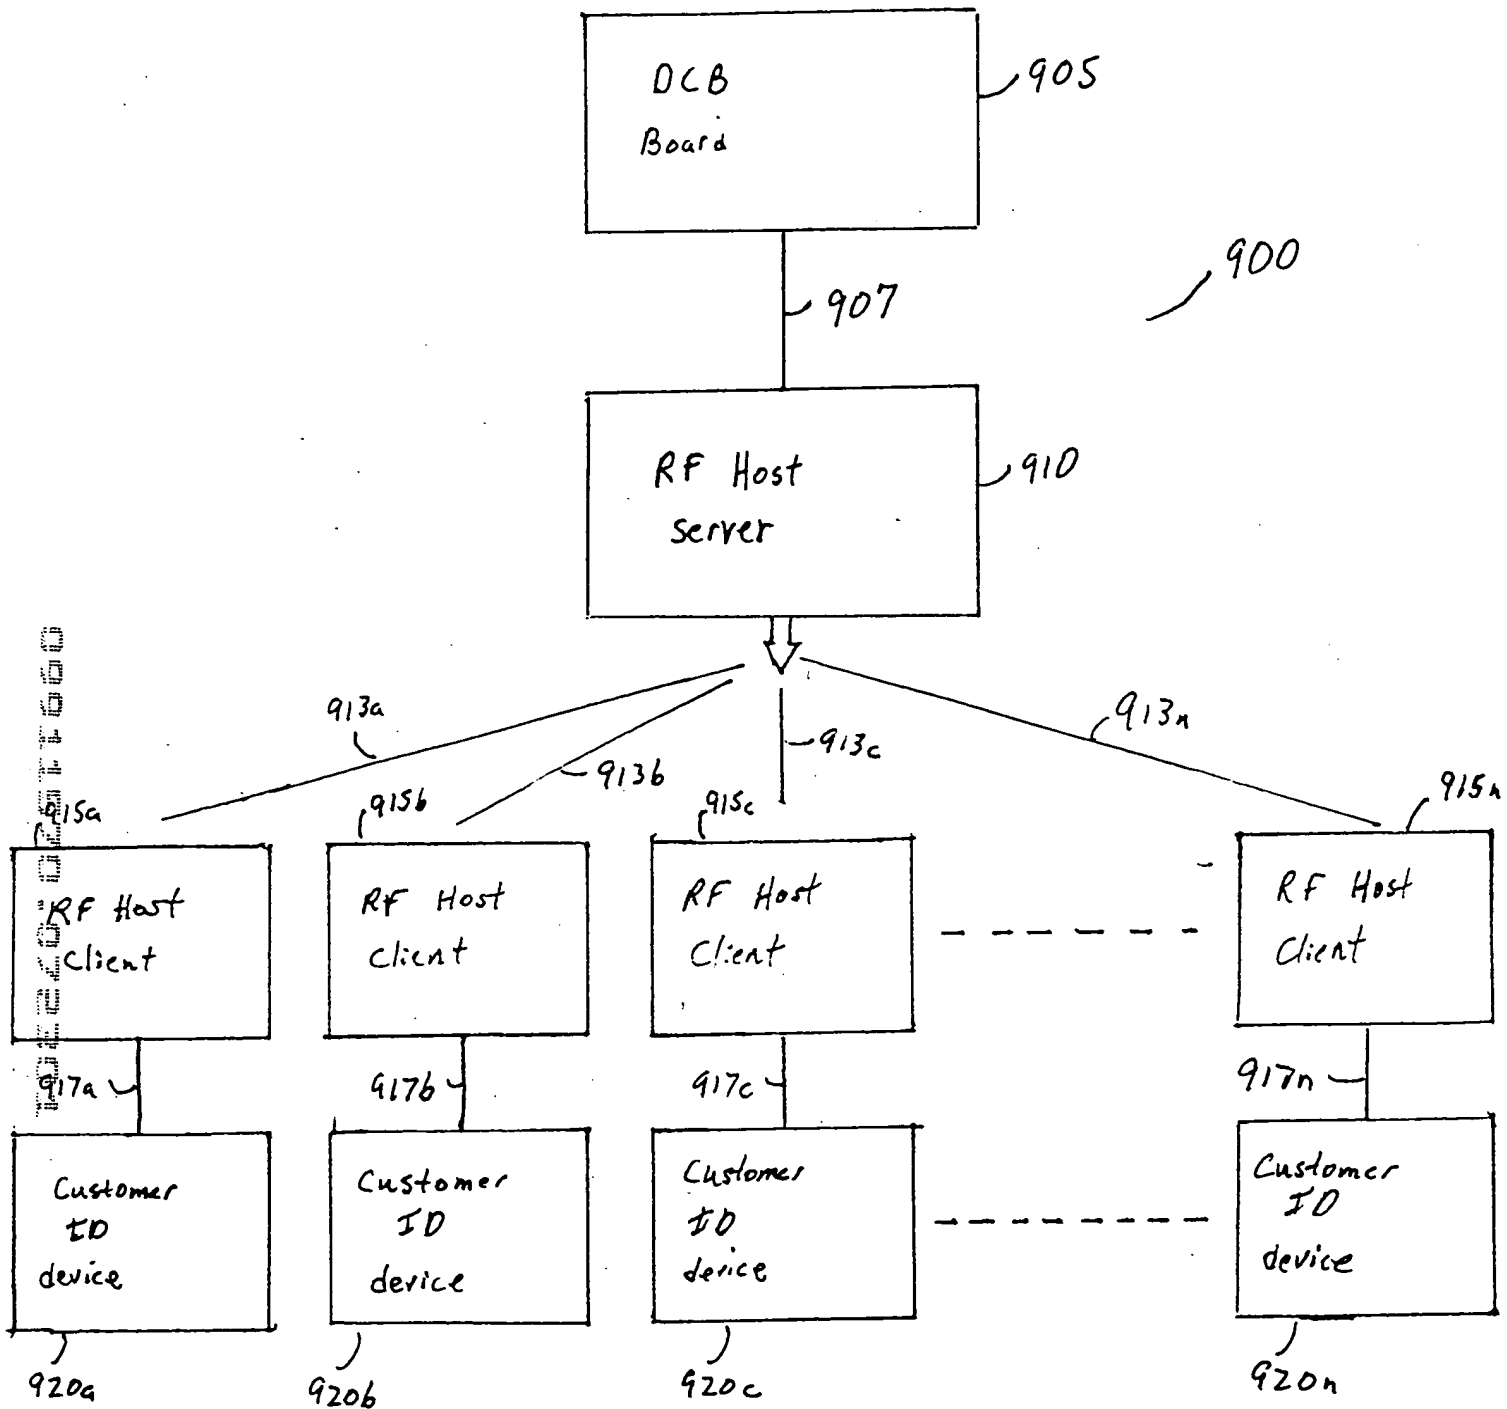 DCB
Board
905
900
907
RF Host
server
910
913a
913b
913c
913n
915a
915b
915c
915n
RF Host
Client
RF Host
Client
RF Host
Client
RF Host
Client
917a
917b
917c
917n
Customer
ID
device
Customer
ID
device
Customer
ID
device
Customer
ID
device
920a
920b
920c
920n